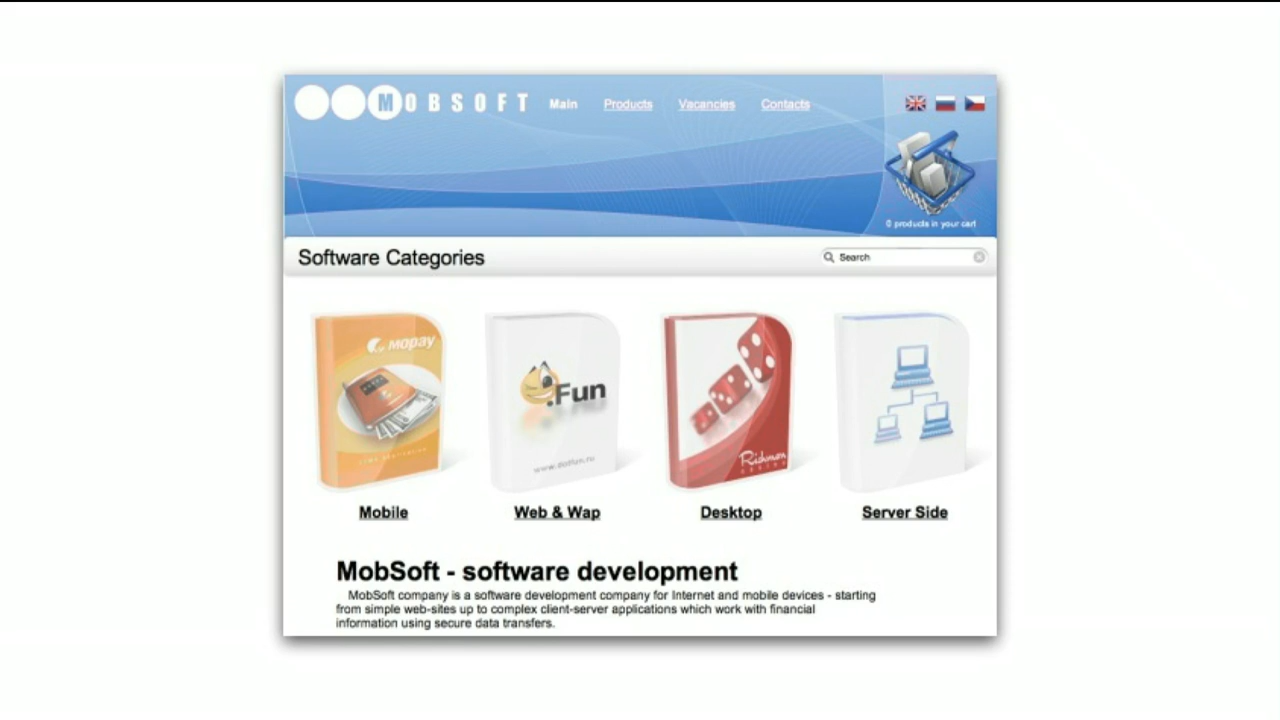 MOBSOFT Main Products Vacancies Contacts
0 products in your cart
Software Categories
Search
Mopay
.Fun
www.dotfun.ru
Mobile Web & Wap Desktop Server Side
MobSoft - software development
MobSoft company is a software development company for Internet and mobile devices - starting
from simple web-sites up to complex client-server applications which work with financial
information using secure data transfers.